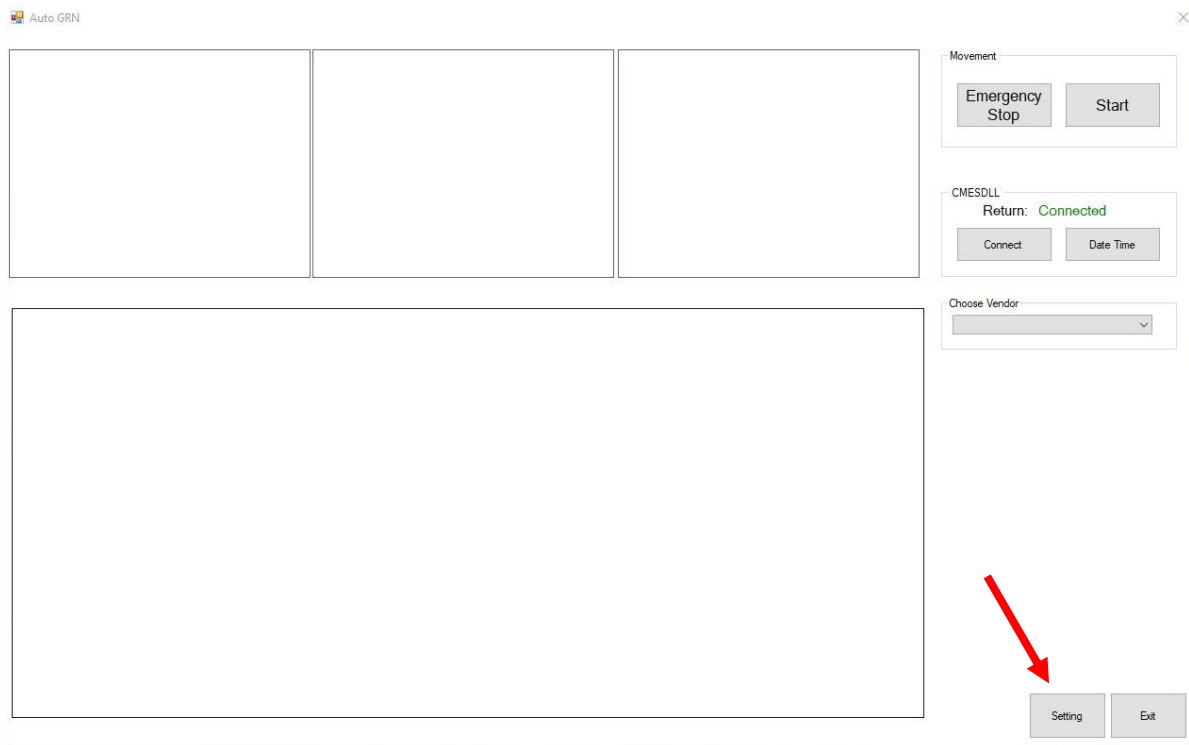 Auto GRN
Movement
Emergency
Stop
Start
CMESDLL
Return: Connected
Connect
Date Time
Choose Vendor
Setting
Exit